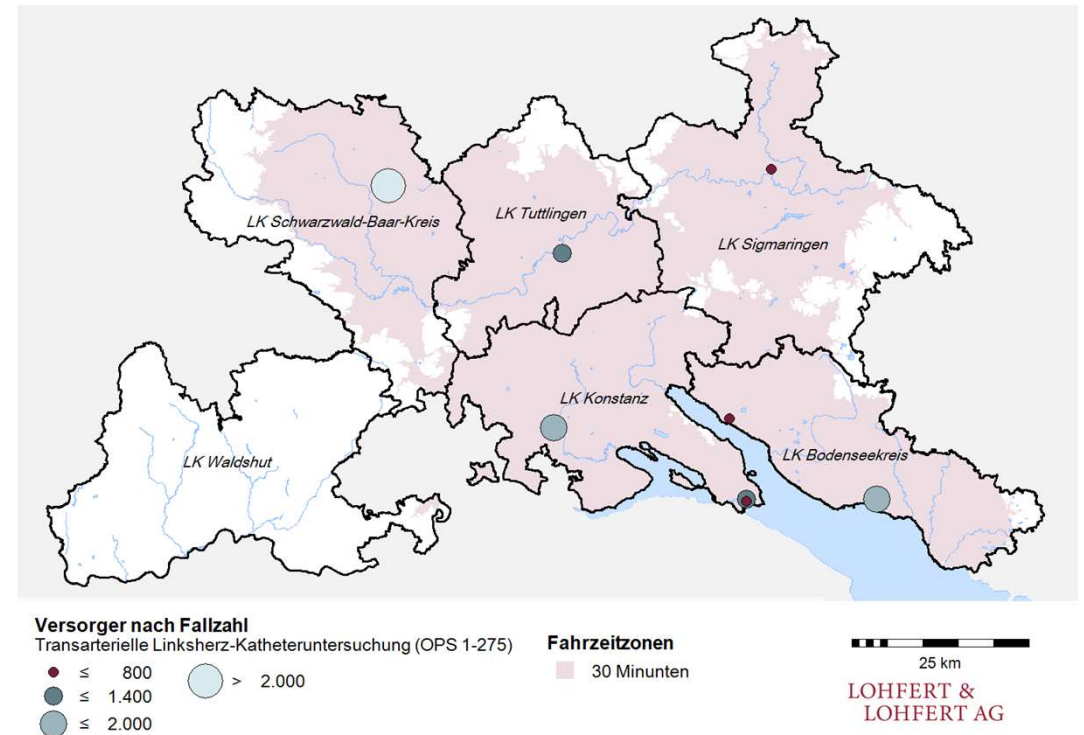 LK Schwarzwald-Baar-Kreis
LK Tuttlingen
LK Sigmaringen
LK Konstanz
LK Waldshut
LK Bodenseekreis
Versorger nach Fallzahl
Transarterielle Linksherz-Katheteruntersuchung (OPS 1-275)
≤ 800
≤ 1.400
≤ 2.000
> 2.000
Fahrzeitzonen
30 Minunten
25 km
LOHFERT &
LOHFERT AG